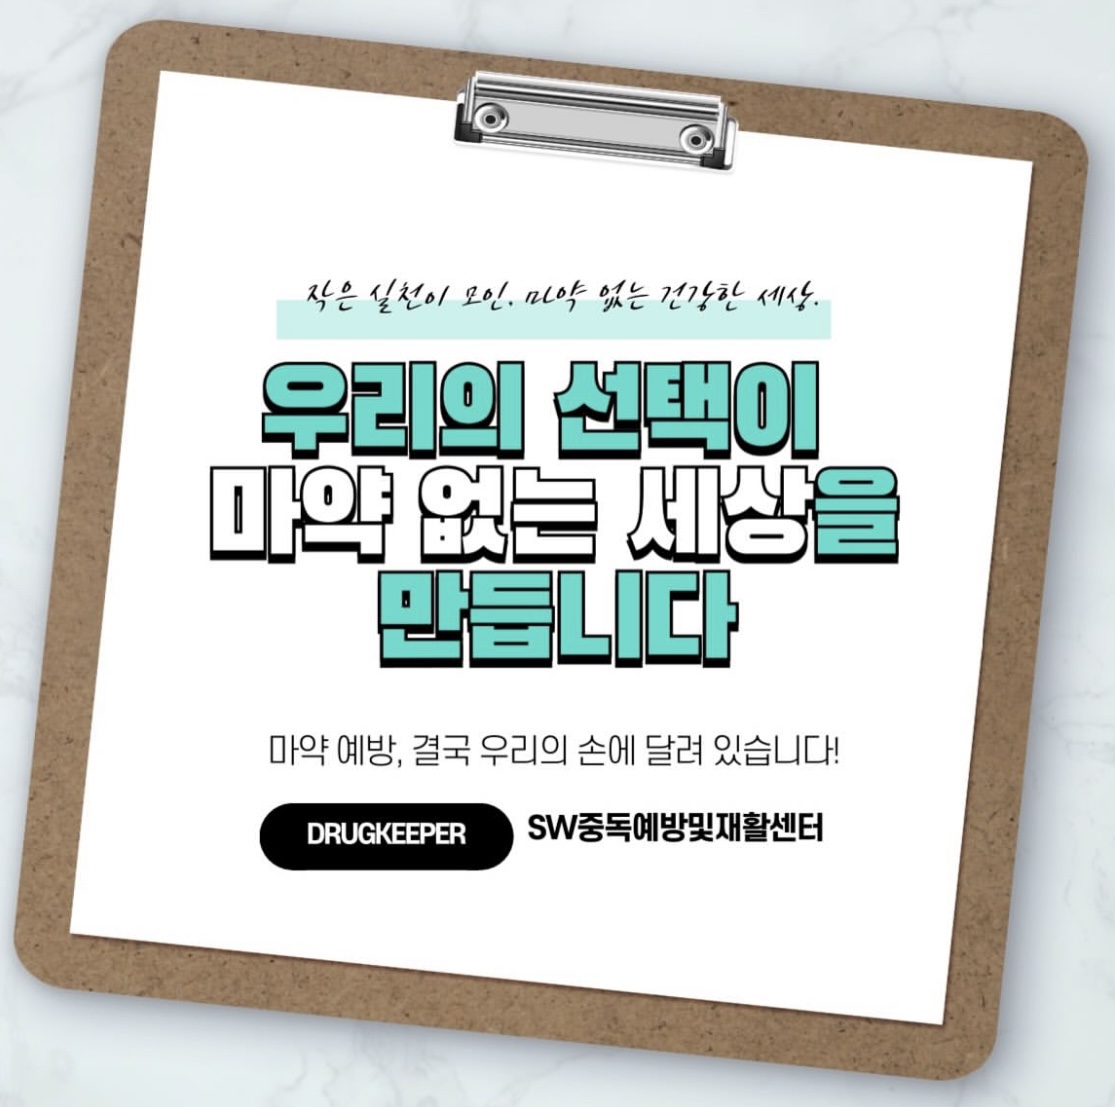 작은 실천이 모인, 마약 없는 건강한 세상.
우리의 선택이
마약 없는 세상을
만듭니다
마약 예방, 결국 우리의 손에 달려 있습니다!
DRUGKEEPER SW중독예방및재활센터